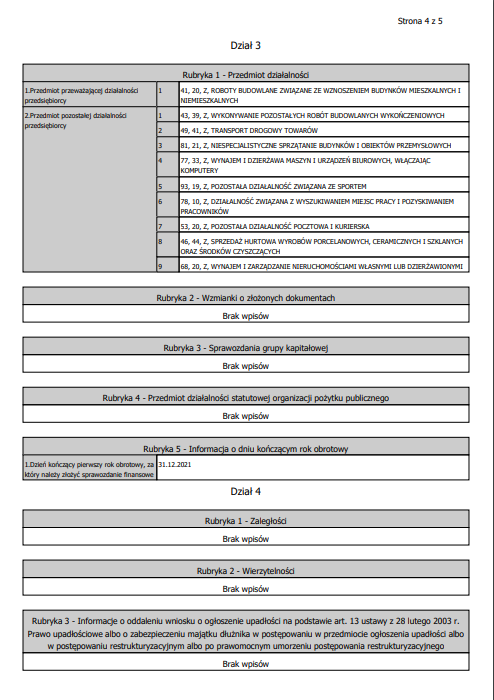 Strona 4 z 5
Dział 3
Rubryka 1 - Przedmiot działalności
1.Przedmiot przeważającej działalności przedsiębiorcy
1
41, 20, Z, ROBOTY BUDOWLANE ZWIĄZANE ZE WZNOSZENIEM BUDYNKÓW MIESZKALNYCH I
NIEMIESZKALNYCH
2.Przedmiot pozostałej działalności przedsiębiorcy
1
43, 39, Z, WYKONYWANIE POZOSTAŁYCH ROBÓT BUDOWLANYCH WYKOŃCZENIOWYCH
2
49, 41, Z, TRANSPORT DROGOWY TOWARÓW
3
81, 21, Z, NIESPECJALISTYCZNE SPRZĄTANIE BUDYNKÓW I OBIEKTÓW PRZEMYSŁOWYCH
4
77, 33, Z, WYNAJEM I DZIERŻAWA MASZYN I URZĄDZEŃ BIUROWYCH, WŁĄCZAJĄC
KOMPUTERY
5
93, 19, Z, POZOSTAŁA DZIAŁALNOŚĆ ZWIĄZANA ZE SPORTEM
6
78, 10, Z, DZIAŁALNOŚĆ ZWIĄZANA Z WYSZUKIWANIEM MIEJSC PRACY I POZYSKIWANIEM
PRACOWNIKÓW
7
53, 20, Z, POZOSTAŁA DZIAŁALNOŚĆ POCZTOWA I KURIERSKA
8
46, 44, Z, SPRZEDAŻ HURTOWA WYROBÓW PORCELANOWYCH, CERAMICZNYCH I SZKLANYCH
ORAZ ŚRODKÓW CZYSZCZĄCYCH
9
68, 20, Z, WYNAJEM I ZARZĄDZANIE NIERUCHOMOŚCIAMI WŁASNYMI LUB DZIERŻAWIONYMI
Rubryka 2 - Wzmianki o złożonych dokumentach
Brak wpisów
Rubryka 3 - Sprawozdania grupy kapitałowej
Brak wpisów
Rubryka 4 - Przedmiot działalności statutowej organizacji pożytku publicznego
Brak wpisów
Rubryka 5 - Informacja o dniu kończącym rok obrotowy
1.Dzień kończący pierwszy rok obrotowy, za
który należy złożyć sprawozdanie finansowe
31.12.2021
Dział 4
Rubryka 1 - Zaległości
Brak wpisów
Rubryka 2 - Wierzytelności
Brak wpisów
Rubryka 3 - Informacje o oddaleniu wniosku o ogłoszenie upadłości na podstawie art. 13 ustawy z 28 lutego 2003 r.
Prawo upadłościowe albo o zabezpieczeniu majątku dłużnika w postępowaniu w przedmiocie ogłoszenia upadłości albo
w postępowaniu restrukturyzacyjnym albo po prawomocnym umorzeniu postępowania restrukturyzacyjnego
Brak wpisów